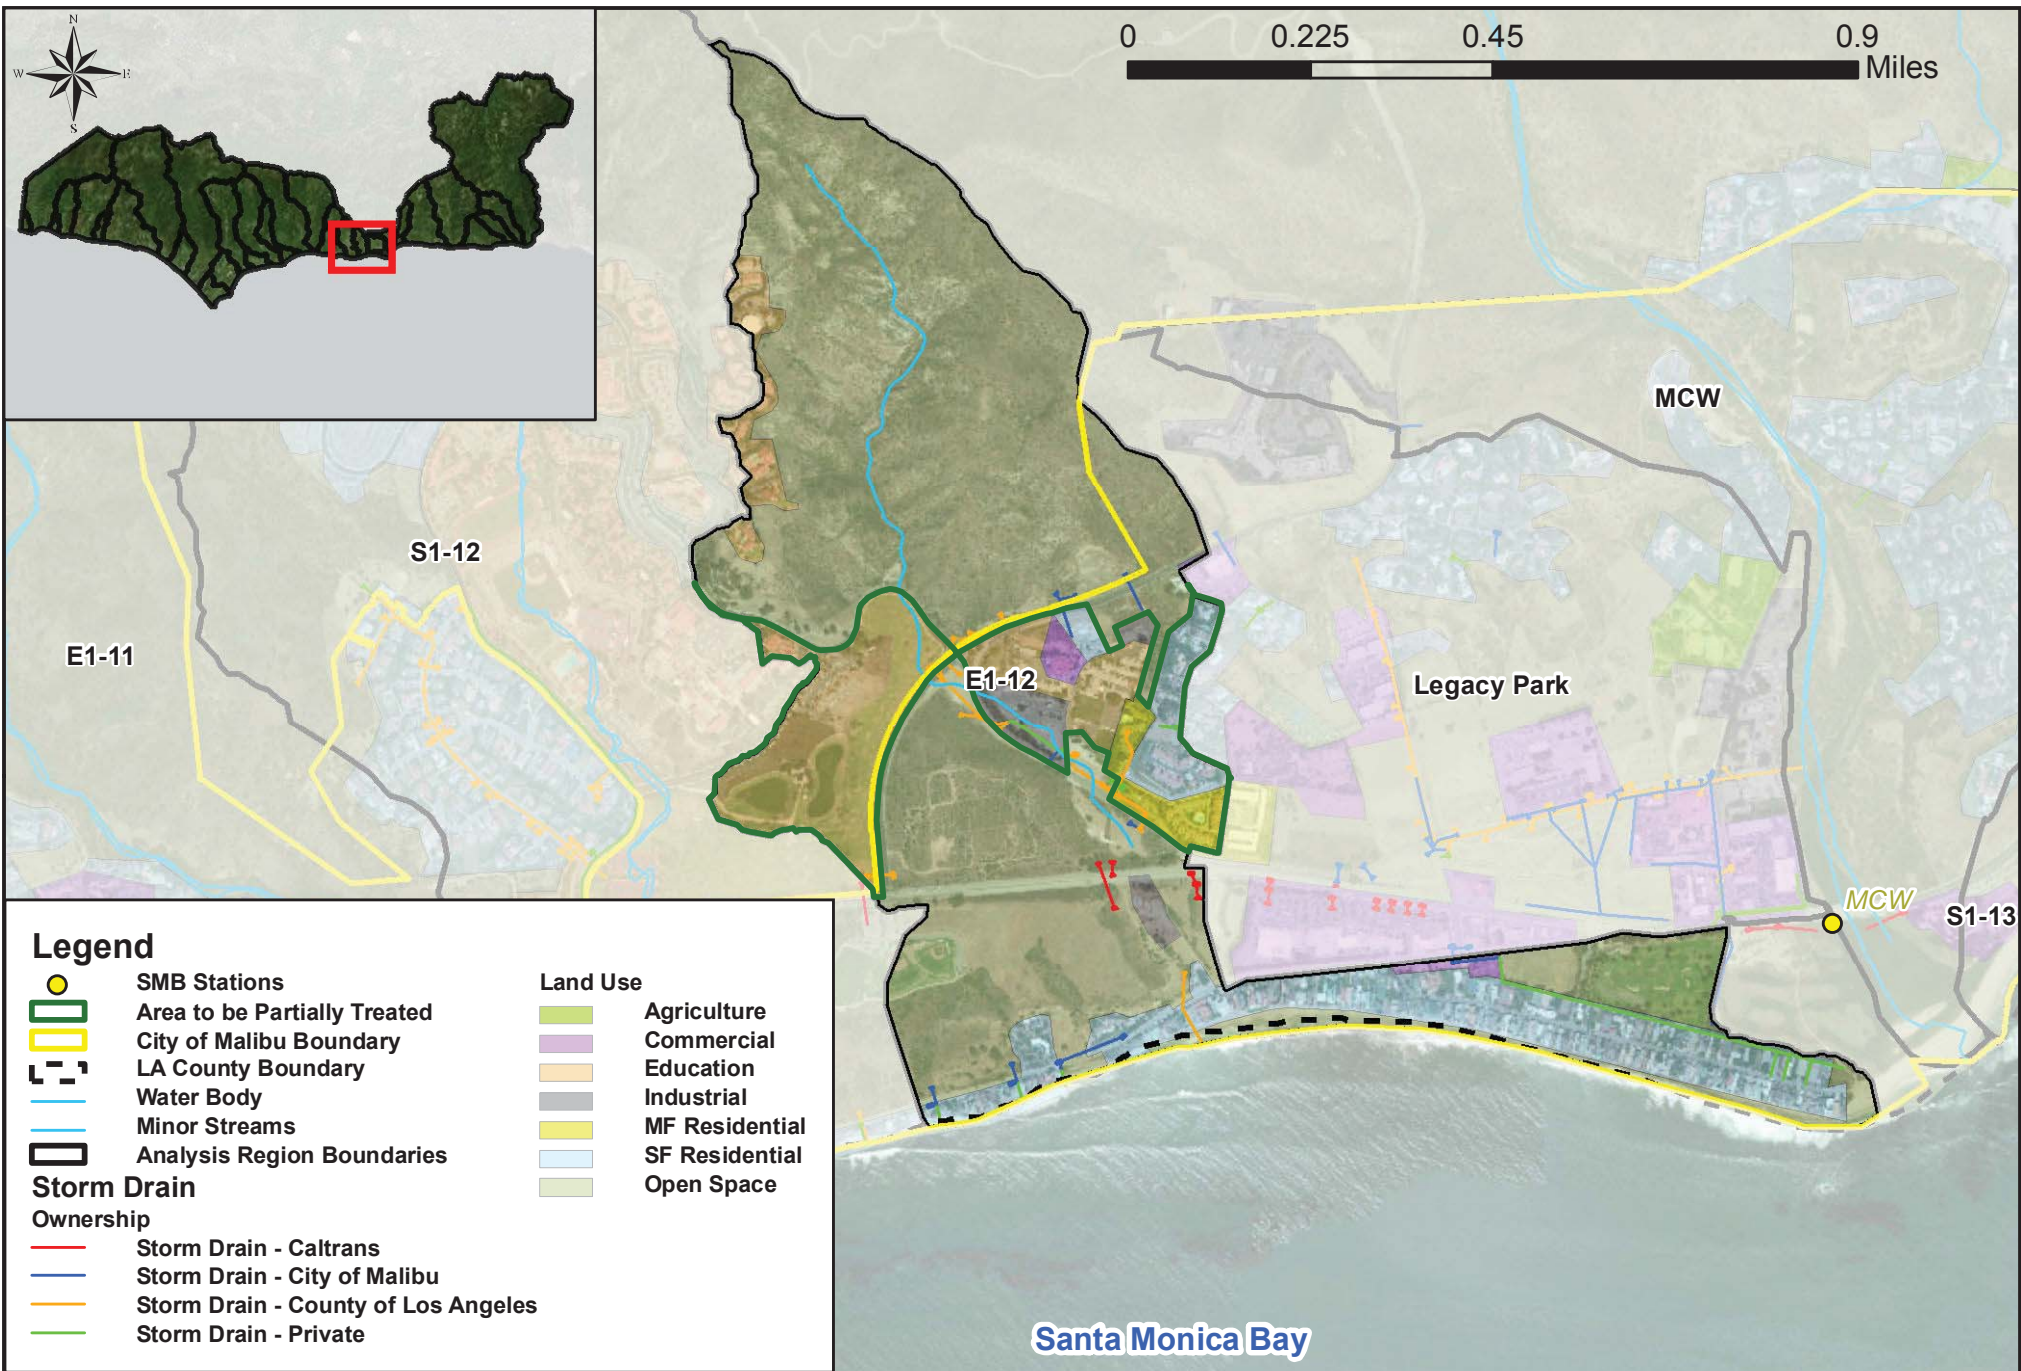 N
W
E
S
0 0.225 0.45 0.9
Miles
MCW
S1-12
E1-11
E1-12
Legacy Park
MCW
S1-13
Legend
SMB Stations
Area to be Partially Treated
City of Malibu Boundary
LA County Boundary
Water Body
Minor Streams
Analysis Region Boundaries
Storm Drain
Ownership
Storm Drain - Caltrans
Storm Drain - City of Malibu
Storm Drain - County of Los Angeles
Storm Drain - Private
Land Use
Agriculture
Commercial
Education
Industrial
MF Residential
SF Residential
Open Space
Santa Monica Bay